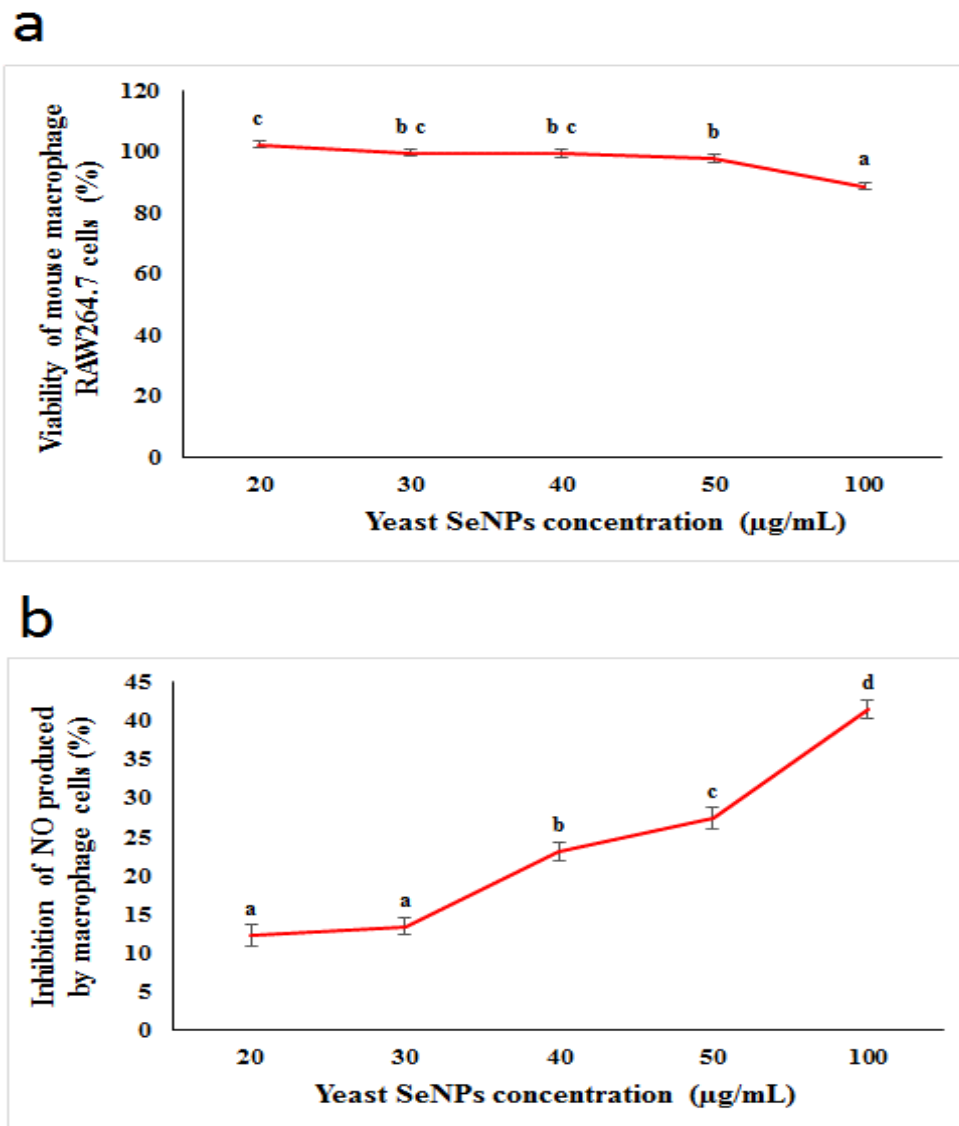 a
120
100
80
60
40
20
0
c
b c
b c
b
a
Viability of mouse macrophage
RAW264.7 cells (%)
20 30 40 50 100
Yeast SeNPs concentration (µg/mL)
b
45
40
35
30
25
20
15
10
5
0
a
a
b
c
d
Inhibition of NO produced
by macrophage cells (%)
20 30 40 50 100
Yeast SeNPs concentration (µg/mL)